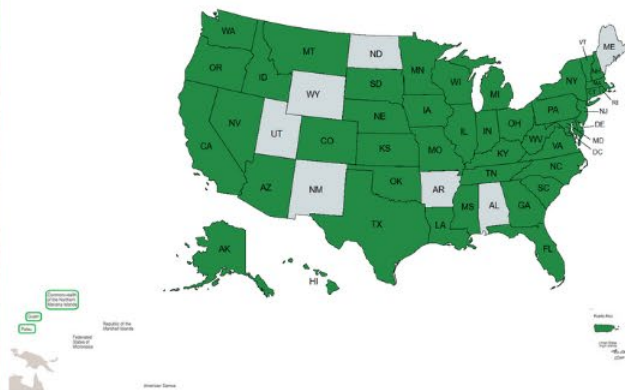 WA
MT
ND
MN
VT
ME
OR
ID
WY
SD
WI
MI
NY
RI
NV
UT
NE
IA
PA
NJ
CA
CO
KS
MO
IL
IN
OH
WV
VA
DE
MD
DC
KY
AZ
NM
OK
AR
TN
NC
SC
TX
LA
MS
AL
GA
FL
AK
HI
Commonwealth
of the Northern
Mariana Islands
Guam
Palau
Republic of the
Marshall Islands
Federated
States of
Micronesia
American Samoa
Puerto Rico